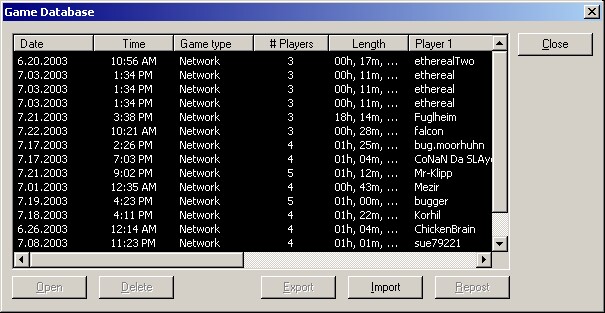 Game Database
Date Time Game type # Players Length Player 1
6.20.2003 10:56 AM Network 3 00h, 17m, ... etherealTwo
7.03.2003 1:34 PM Network 3 00h, 11m, ... ethereal
7.03.2003 1:34 PM Network 3 00h, 11m, ... ethereal
7.03.2003 1:34 PM Network 3 00h, 11m, ... ethereal
7.21.2003 3:38 PM Network 3 18h, 14m, ... Fuglheim
7.22.2003 10:21 AM Network 3 00h, 28m, ... falcon
7.17.2003 2:26 PM Network 4 01h, 25m, ... bug.moorhuhn
7.17.2003 7:03 PM Network 4 01h, 04m, ... CoNaN Da SLAye
7.21.2003 9:02 PM Network 5 01h, 12m, ... Mr-Klipp
7.01.2003 12:35 AM Network 4 00h, 43m, ... Mezir
7.19.2003 4:23 PM Network 5 01h, 00m, ... bugger
7.18.2003 4:11 PM Network 4 01h, 22m, ... Korhil
6.26.2003 12:14 AM Network 4 01h, 04m, ... ChickenBrain
7.08.2003 11:23 PM Network 4 01h, 01m, ... sue79221
Close
Open Delete Export Import Repost